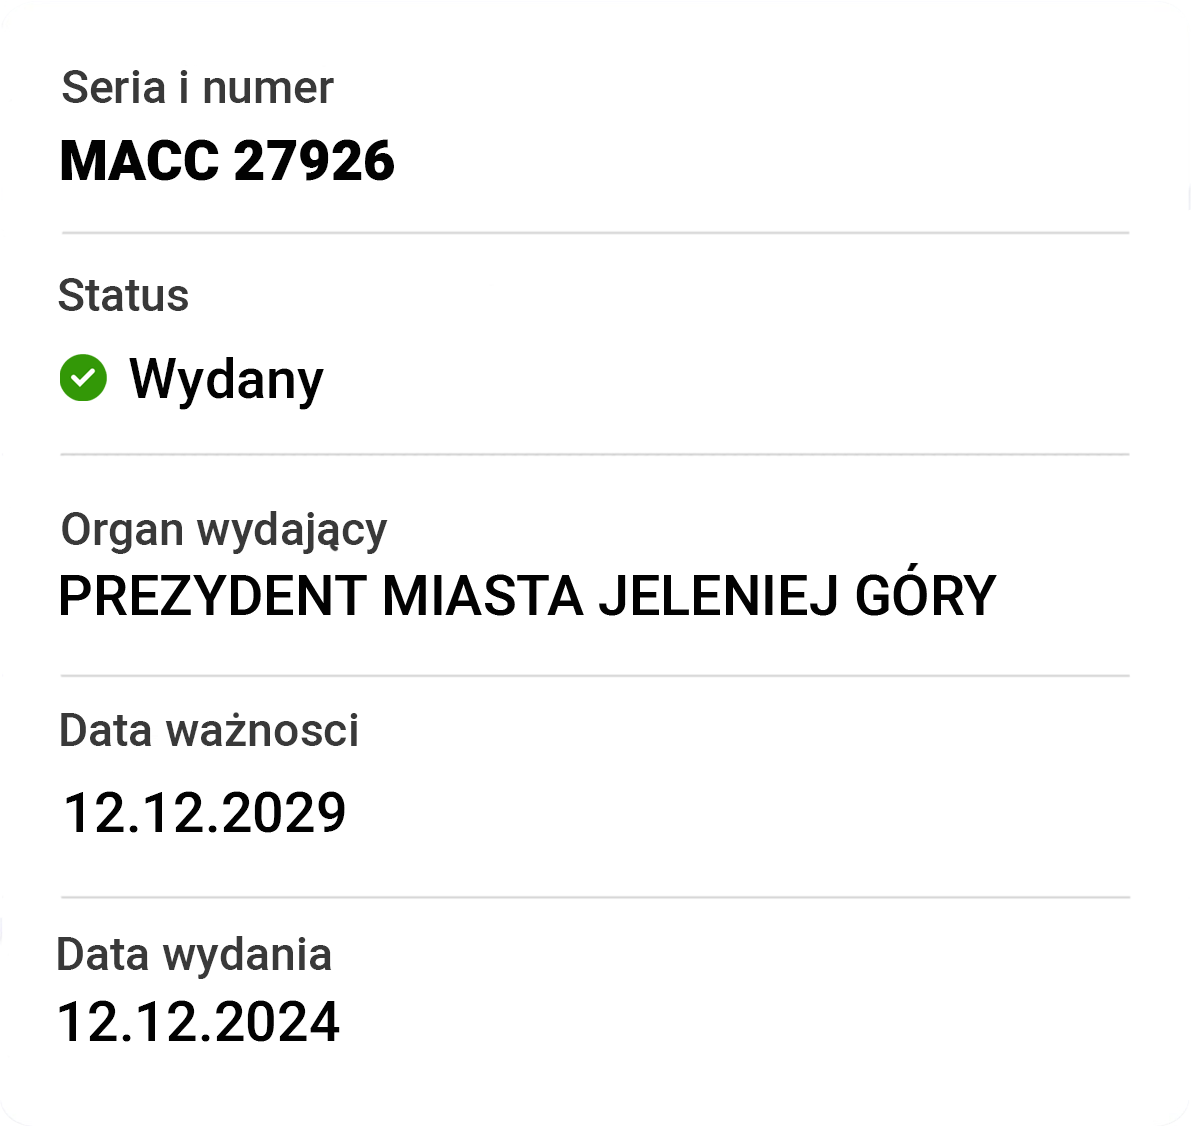 Seria i numer
MACC 27926
Status
Wydany
Organ wydający
PREZYDENT MIASTA JELENIEJ GÓRY
Data ważnosci
12.12.2029
Data wydania
12.12.2024